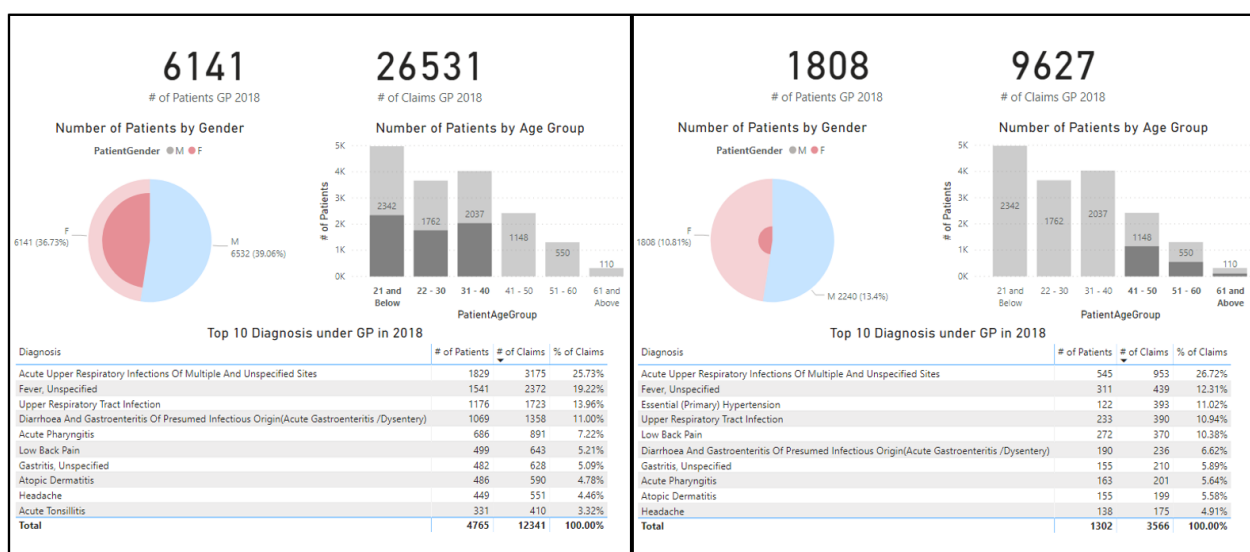 6141 26531
# of Patients GP 2018 # of Claims GP 2018
Number of Patients by Gender Number of Patients by Age Group
PatientGender M F
5K
4K
3K
2K
1K
0K
# of Patients
2342 1762 2037 1148 550 110
F
6141 (36.73%)
M
6532 (39.06%)
21 and Below 22 - 30 31 - 40 41 - 50 51 - 60 61 and Above
PatientAgeGroup
Top 10 Diagnosis under GP in 2018
Diagnosis # of Patients # of Claims % of Claims
Acute Upper Respiratory Infections Of Multiple And Unspecified Sites 1829 3175 25.73%
Fever, Unspecified 1541 2372 19.22%
Upper Respiratory Tract Infection 1176 1723 13.96%
Diarrhoea And Gastroenteritis Of Presumed Infectious Origin(Acute Gastroenteritis /Dysentery) 1069 1358 11.00%
Acute Pharyngitis 686 891 7.22%
Low Back Pain 499 643 5.21%
Gastritis, Unspecified 482 628 5.09%
Atopic Dermatitis 486 590 4.78%
Headache 449 551 4.46%
Acute Tonsillitis 331 410 3.32%
Total 4765 12341 100.00%
1808 9627
# of Patients GP 2018 # of Claims GP 2018
Number of Patients by Gender Number of Patients by Age Group
PatientGender M F
5K
4K
3K
2K
1K
0K
# of Patients
2342 1762 2037 1148 550 110
F
1808 (10.81%)
M 2240 (13.4%)
21 and Below 22 - 30 31 - 40 41 - 50 51 - 60 61 and Above
PatientAgeGroup
Top 10 Diagnosis under GP in 2018
Diagnosis # of Patients # of Claims % of Claims
Acute Upper Respiratory Infections Of Multiple And Unspecified Sites 545 953 26.72%
Fever, Unspecified 311 439 12.31%
Essential (Primary) Hypertension 122 393 11.02%
Upper Respiratory Tract Infection 233 390 10.94%
Low Back Pain 272 370 10.38%
Diarrhoea And Gastroenteritis Of Presumed Infectious Origin(Acute Gastroenteritis /Dysentery) 190 236 6.62%
Gastritis, Unspecified 155 210 5.89%
Acute Pharyngitis 163 201 5.64%
Atopic Dermatitis 155 199 5.58%
Headache 138 175 4.91%
Total 1302 3566 100.00%